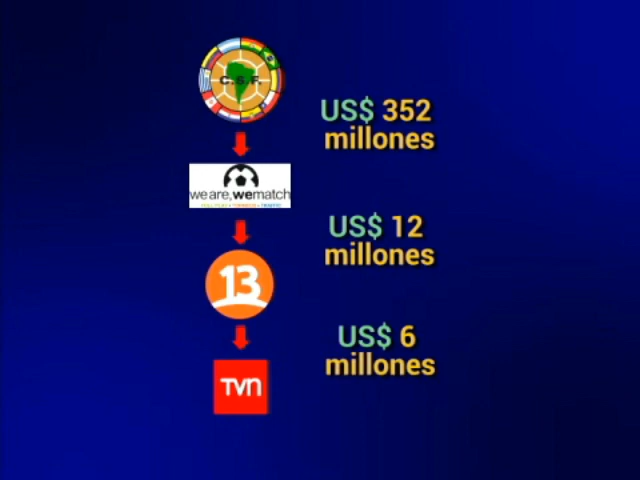 C.S.F.
US$ 352
millones
we are, wematch
US$ 12
millones
13
US$ 6
millones
TVN